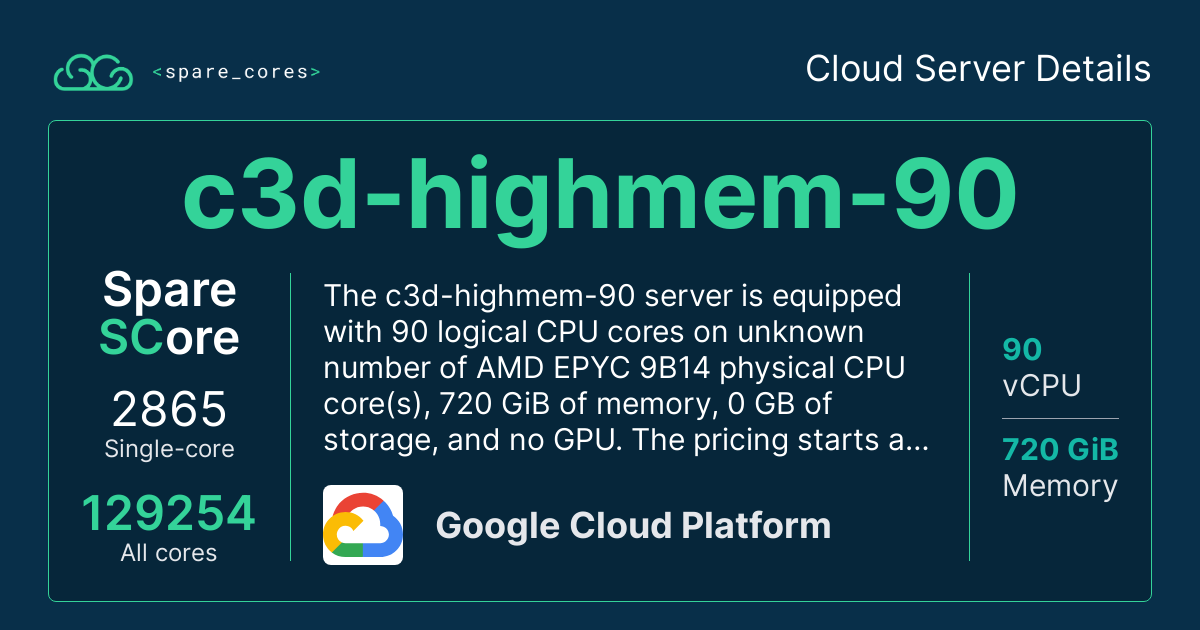 <spare_cores>
Cloud Server Details
c3d-highmem-90
Spare
SCore
2865
Single-core
129254
All cores
The c3d-highmem-90 server is equipped
with 90 logical CPU cores on unknown
number of AMD EPYC 9B14 physical CPU
core(s), 720 GiB of memory, 0 GB of
storage, and no GPU. The pricing starts a...
Google Cloud Platform
90
vCPU
720 GiB
Memory